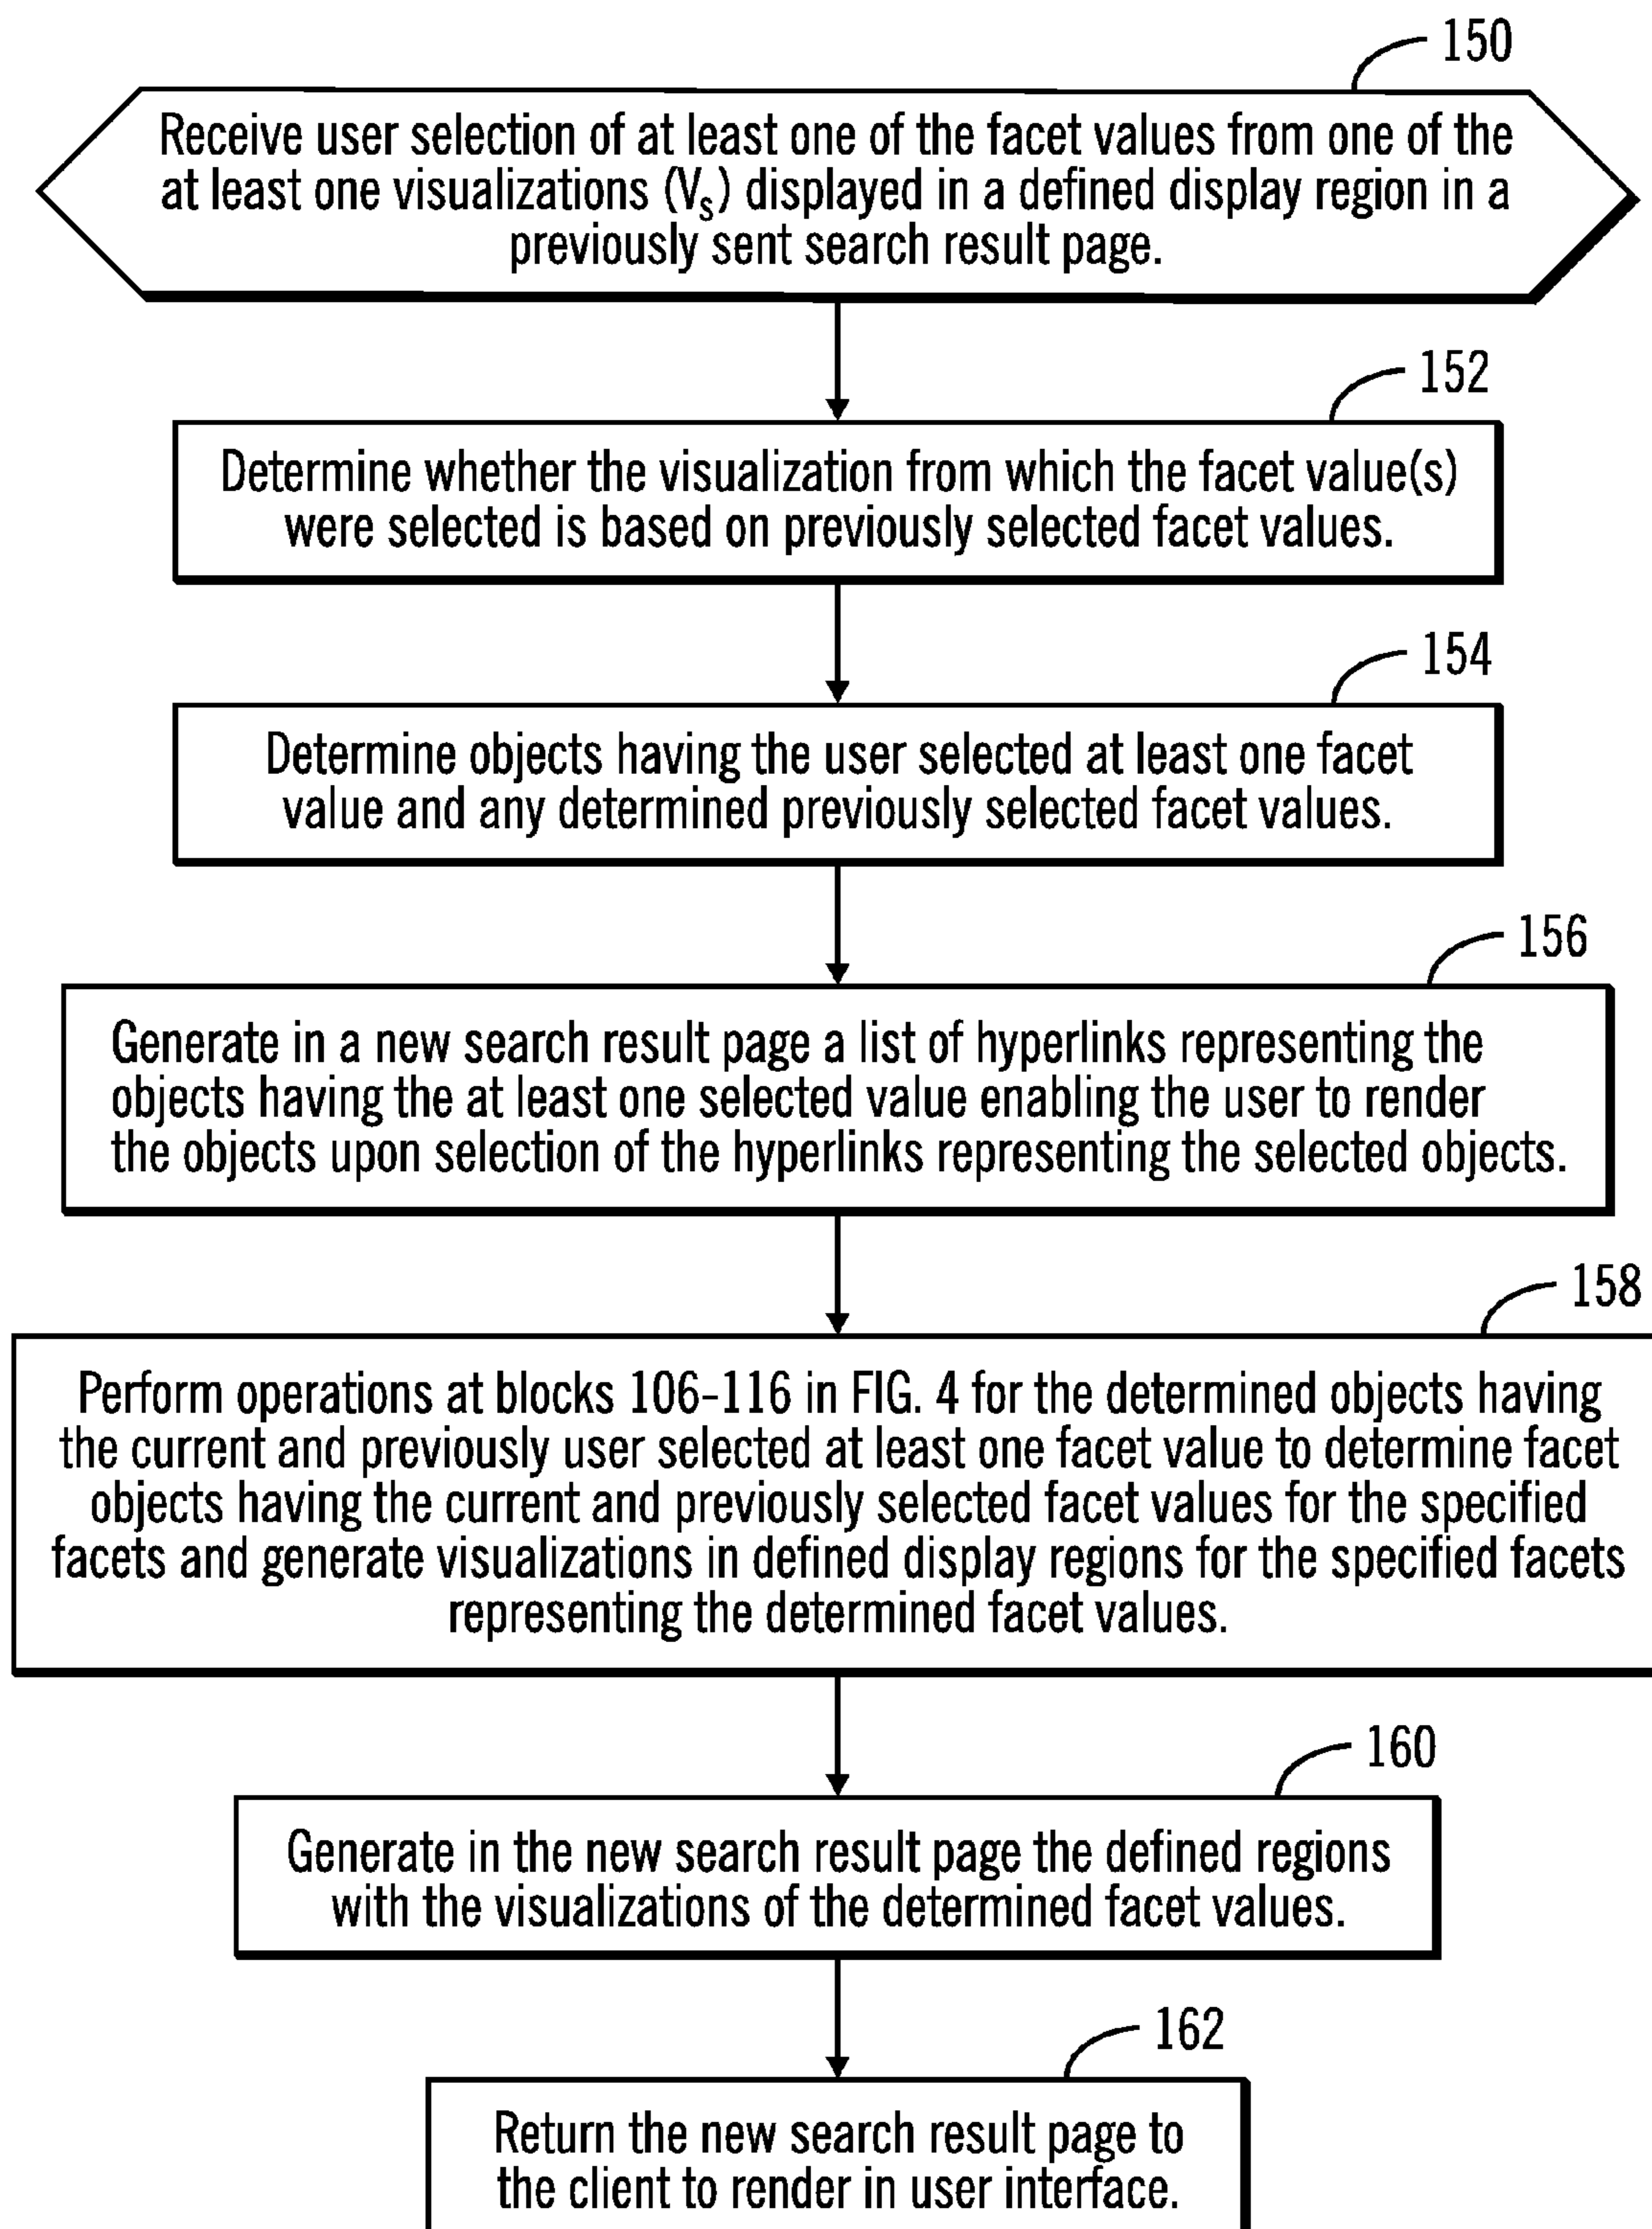 150
Receive user selection of at least one of the facet values from one of the
at least one visualizations (Vs) displayed in a defined display region in a
previously sent search result page.
152
Determine whether the visualization from which the facet value(s)
were selected is based on previously selected facet values.
154
Determine objects having the user selected at least one facet
value and any determined previously selected facet values.
156
Generate in a new search result page a list of hyperlinks representing the
objects having the at least one selected value enabling the user to render
the objects upon selection of the hyperlinks representing the selected objects.
158
Perform operations at blocks 106-116 in FIG. 4 for the determined objects having
the current and previously user selected at least one facet value to determine facet
objects having the current and previously selected facet values for the specified
facets and generate visualizations in defined display regions for the specified facets
representing the determined facet values.
160
Generate in the new search result page the defined regions
with the visualizations of the determined facet values.
162
Return the new search result page to
the client to render in user interface.